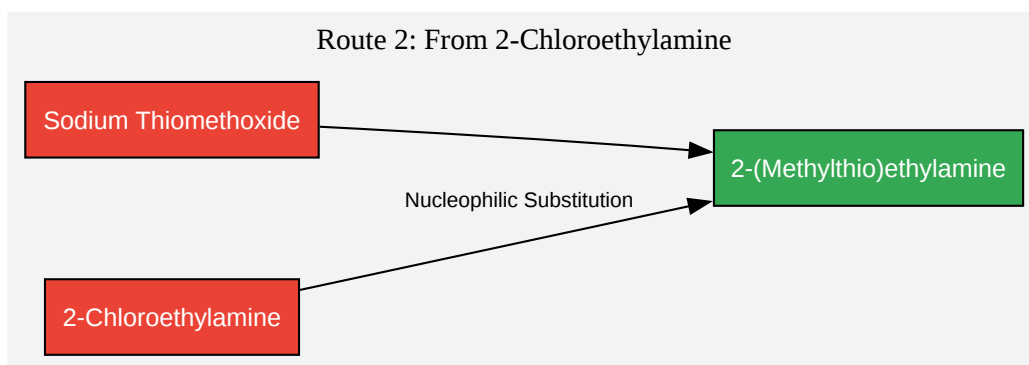 Route 2: From 2-Chloroethylamine
Sodium Thiomethoxide
2-(Methylthio)ethylamine
Nucleophilic Substitution
2-Chloroethylamine